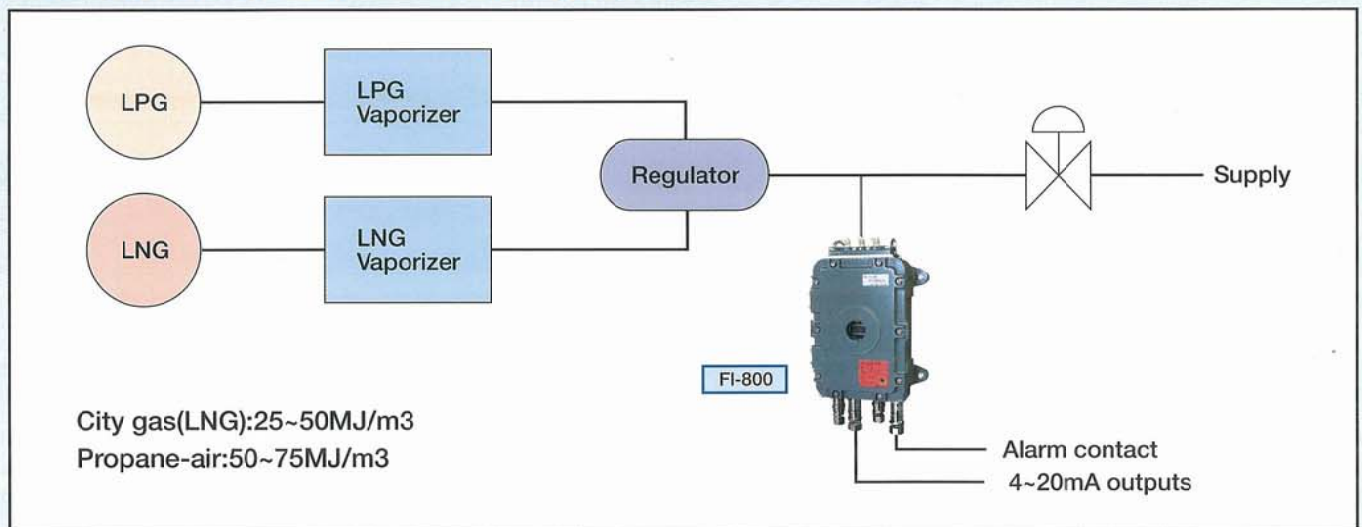 LPG
LPG
Vaporizer
Regulator
Supply
LNG
LNG
Vaporizer
FI-800
City gas(LNG):25~50MJ/m3
Propane-air:50~75MJ/m3
Alarm contact
4~20mA outputs